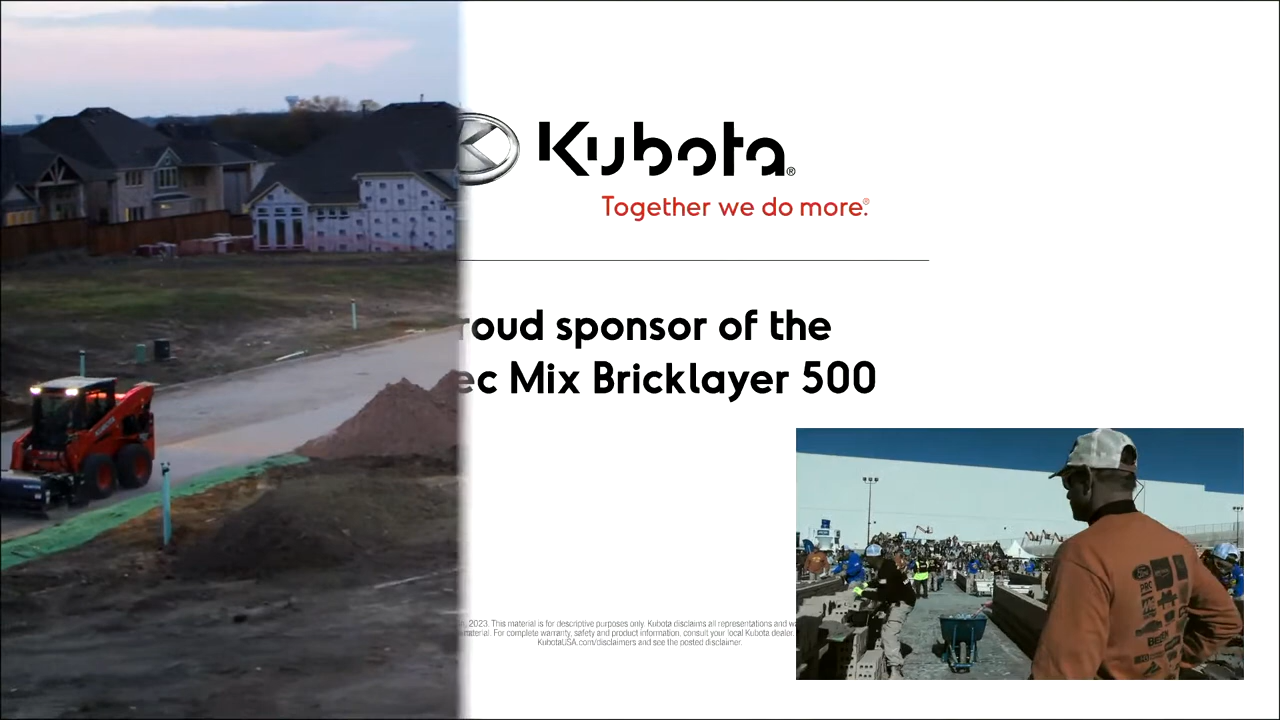 Kubota®
Together we do more.®
roud sponsor of the
ec Mix Bricklayer 500
, 2023. This material is for descriptive purposes only. Kubota disclaims all representations and
material. For complete warranty, safety and product information, consult your local Kubota dealer.
KubotaUSA.com/disclaimers and see the posted disclaimer.